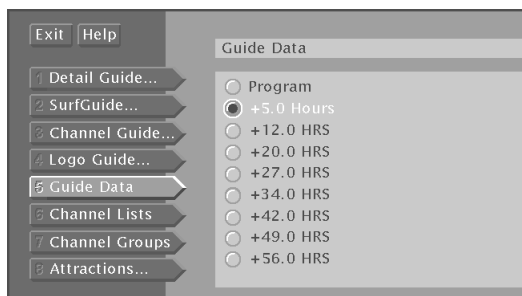 Exit Help
Guide Data
1 Detail Guide...
2 SurfGuide...
3 Channel Guide...
4 Logo Guide...
5 Guide Data
6 Channel Lists
7 Channel Groups
8 Attractions...
Program
+5.0 Hours
+12.0 HRS
+20.0 HRS
+27.0 HRS
+34.0 HRS
+42.0 HRS
+49.0 HRS
+56.0 HRS